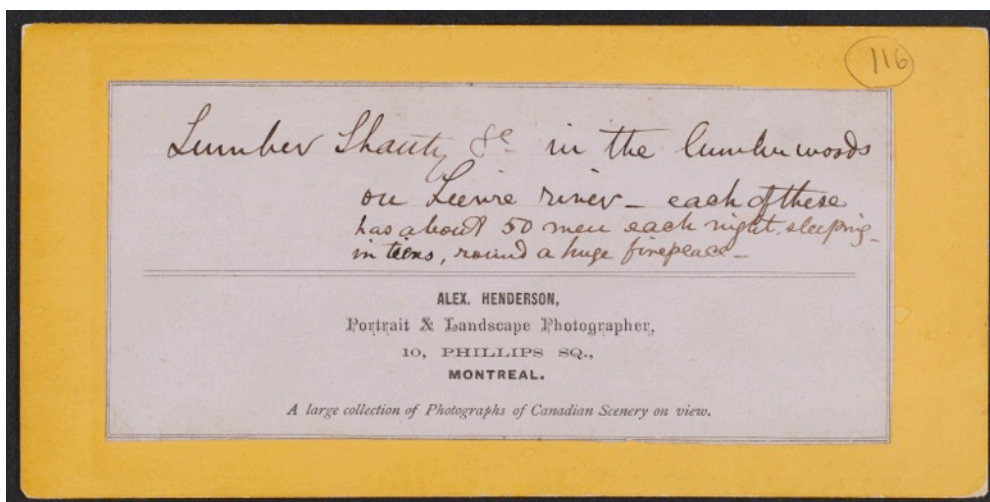 116
Lumber Shanty &c in the lumber woods
on Lievre river – each of these
has about 50 men each night, sleeping –
in tiers, round a huge fireplace –
ALEX. HENDERSON,
Portrait & Landscape Photographer,
10, PHILLIPS SQ.,
MONTREAL.
A large collection of Photographs of Canadian Scenery on view.